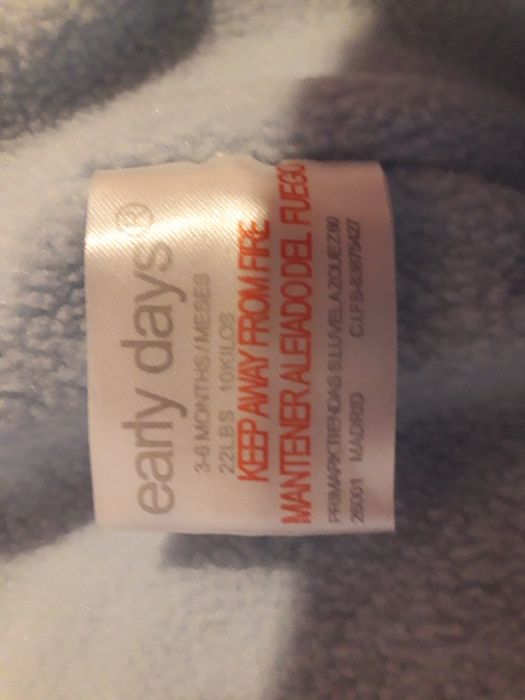 early days®
3-6 MONTHS / MESES
22LBS 10KILOS
KEEP AWAY FROM FIRE
MANTENER ALEJADO DEL FUEGO
PRIMARK TIENDAS S.L.U VELAZQUEZ 80
28001 MADRID C.I.F.B-83875427